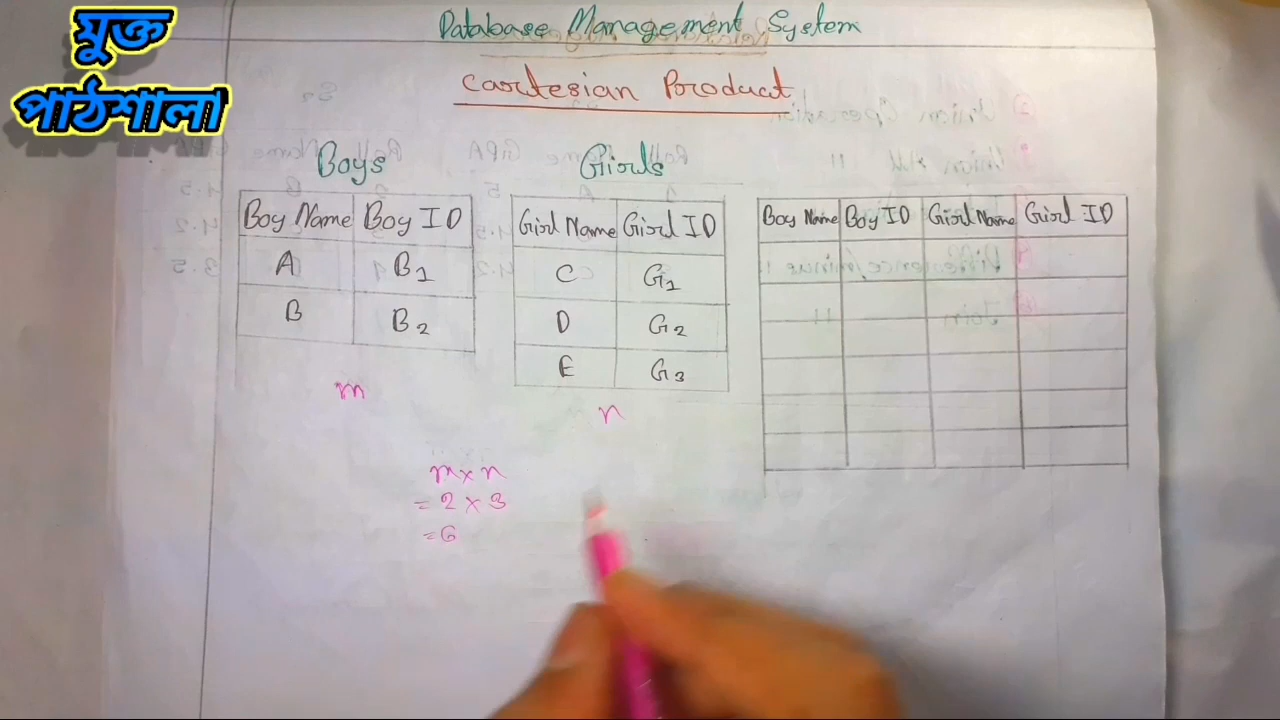 মুক্ত
পাঠশালা
Database Management System
Cartesian Product
Boys
Boy Name Boy ID
A B1
B B2
m
Girls
Girl Name Girl ID
C G1
D G2
E G3
n
Boy Name Boy ID Girl Name Girl ID
m x n
= 2 x 3
= 6